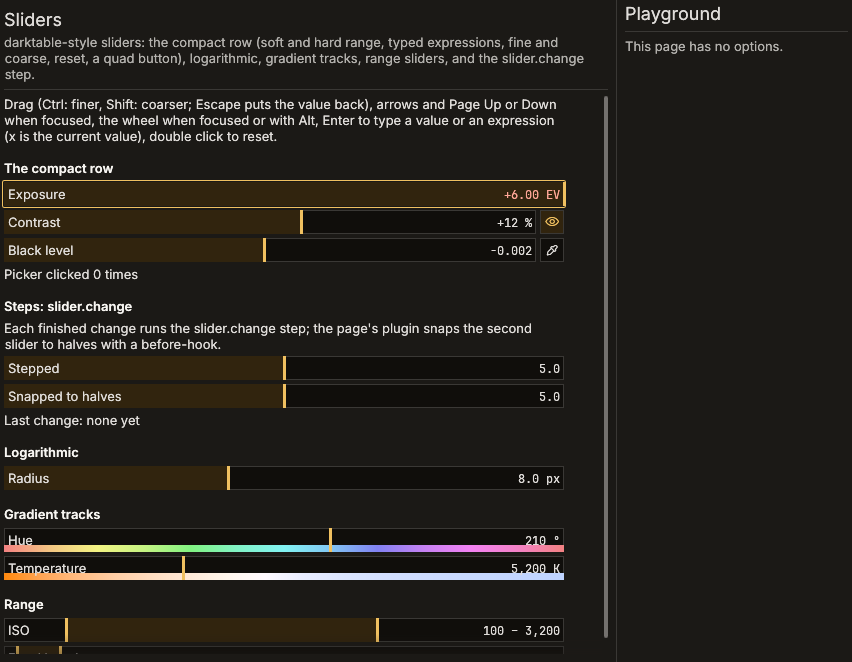 Sliders
darktable-style sliders: the compact row (soft and hard range, typed expressions, fine and
coarse, reset, a quad button), logarithmic, gradient tracks, range sliders, and the slider.change
step.
Drag (Ctrl: finer, Shift: coarser; Escape puts the value back), arrows and Page Up or Down
when focused, the wheel when focused or with Alt, Enter to type a value or an expression
(x is the current value), double click to reset.
The compact row
Exposure +6.00 EV
Contrast +12 %
Black level -0.002
Picker clicked 0 times
Steps: slider.change
Each finished change runs the slider.change step; the page's plugin snaps the second
slider to halves with a before-hook.
Stepped 5.0
Snapped to halves 5.0
Last change: none yet
Logarithmic
Radius 8.0 px
Gradient tracks
Hue 210 °
Temperature 5,200 K
Range
ISO 100 – 3,200
Playground
This page has no options.